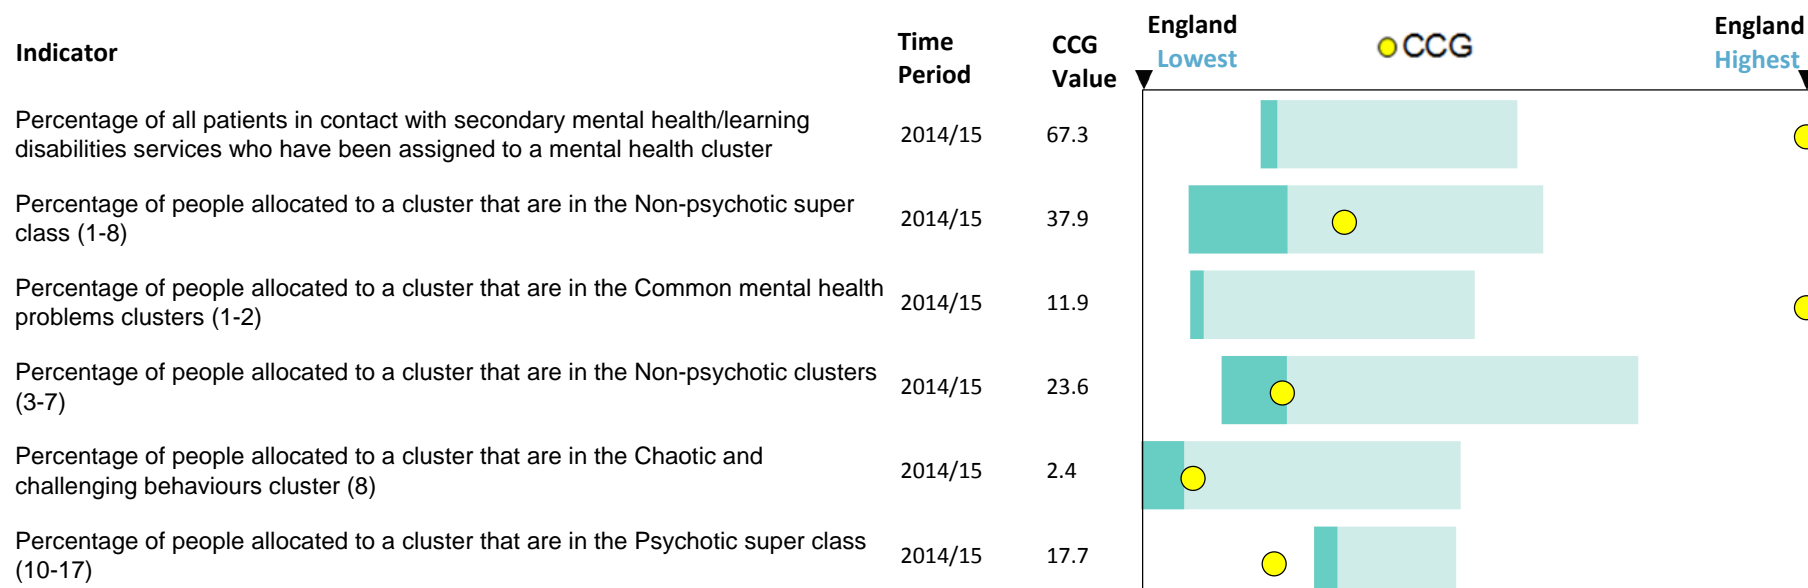 Indicator
Time
Period
CCG
Value
England
Lowest
CCG
England
Highest
Percentage of all patients in contact with secondary mental health/learning
disabilities services who have been assigned to a mental health cluster
2014/15
67.3
Percentage of people allocated to a cluster that are in the Non-psychotic super
class (1-8)
2014/15
37.9
Percentage of people allocated to a cluster that are in the Common mental health
problems clusters (1-2)
2014/15
11.9
Percentage of people allocated to a cluster that are in the Non-psychotic clusters
(3-7)
2014/15
23.6
Percentage of people allocated to a cluster that are in the Chaotic and
challenging behaviours cluster (8)
2014/15
2.4
Percentage of people allocated to a cluster that are in the Psychotic super class
(10-17)
2014/15
17.7